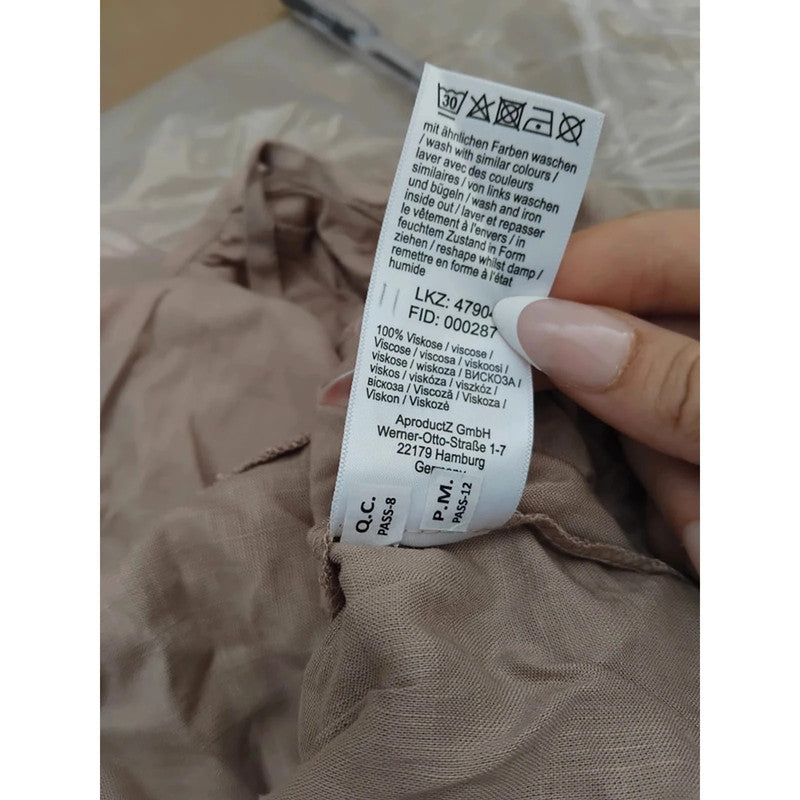 30
mit ähnlichen Farben waschen
/ wash with similar colours /
laver avec des couleurs
similaires / von links waschen
und bügeln / wash and iron
inside out / laver et repasser
le vêtement à l'envers / in
feuchtem Zustand in Form
ziehen / reshape whilst damp /
remettre en forme à l'état
humide
LKZ: 4790
FID: 000287
100% Viskose / viscose /
Viscose / viscosa / viskoosi /
viskose / wiskoza / ВИСКОЗА /
viskos / viskóza / viszkóz /
віскоза / Viscoză / Viskoza /
Viskon / Viskozė
AproductZ GmbH
Werner-Otto-Straße 1-7
22179 Hamburg
Germany
Q.C.
PASS-8
P.M.
PASS-12